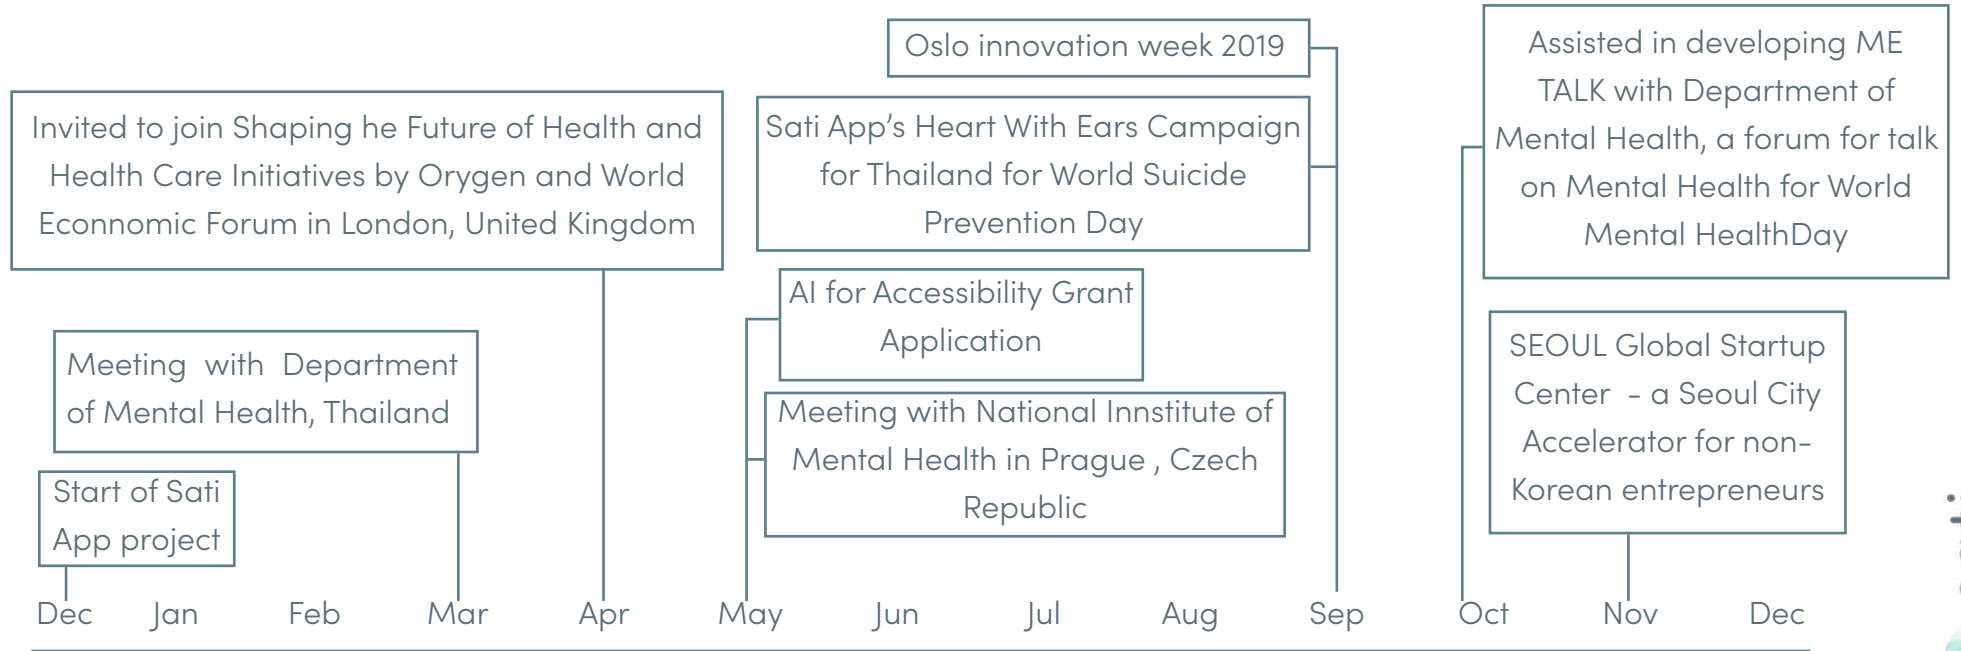 Oslo innovation week 2019
Assisted in developing ME
TALK with Department of
Mental Health, a forum for talk
on Mental Health for World
Mental HealthDay
Invited to join Shaping he Future of Health and
Health Care Initiatives by Orygen and World
Econnomic Forum in London, United Kingdom
Sati App's Heart With Ears Campaign
for Thailand for World Suicide
Prevention Day
AI for Accessibility Grant
Application
Meeting with Department
of Mental Health, Thailand
SEOUL Global Startup
Center - a Seoul City
Accelerator for non-
Korean entrepreneurs
Meeting with National Innstitute of
Mental Health in Prague , Czech
Republic
Start of Sati
App project
Dec Jan Feb Mar Apr May Jun Jul Aug Sep Oct Nov Dec